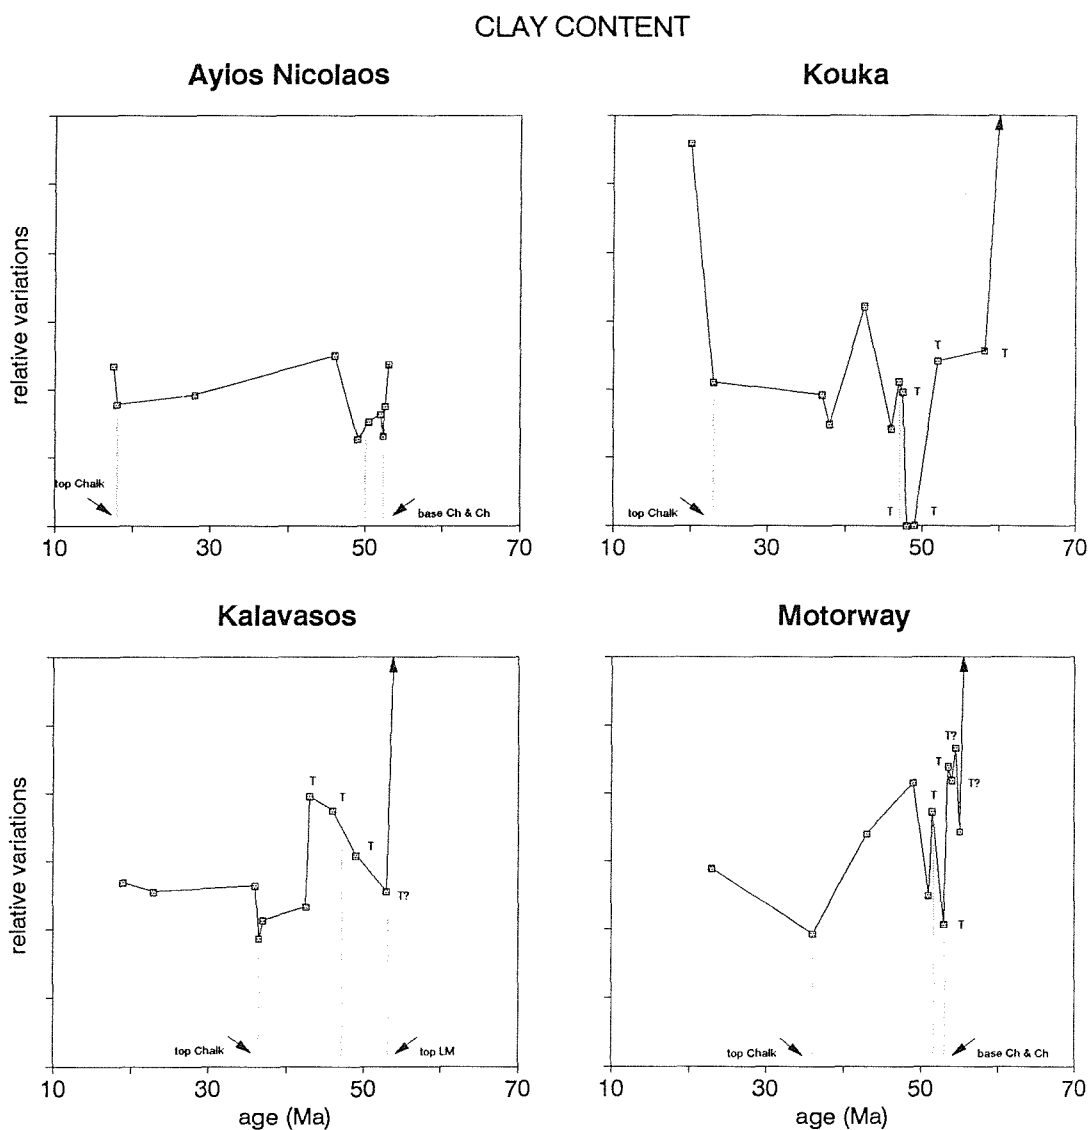 CLAY CONTENT
Ayios Nicolaos
Kouka
relative variations
top Chalk
base Ch & Ch
10 30 50 70
T
T
T
top Chalk
T
T
10 30 50 70
Kalavasos
Motorway
relative variations
T
T
T
T?
top Chalk
top LM
10 30 50 70
age (Ma)
T?
T
T?
T
T
top Chalk
base Ch & Ch
10 30 50 70
age (Ma)